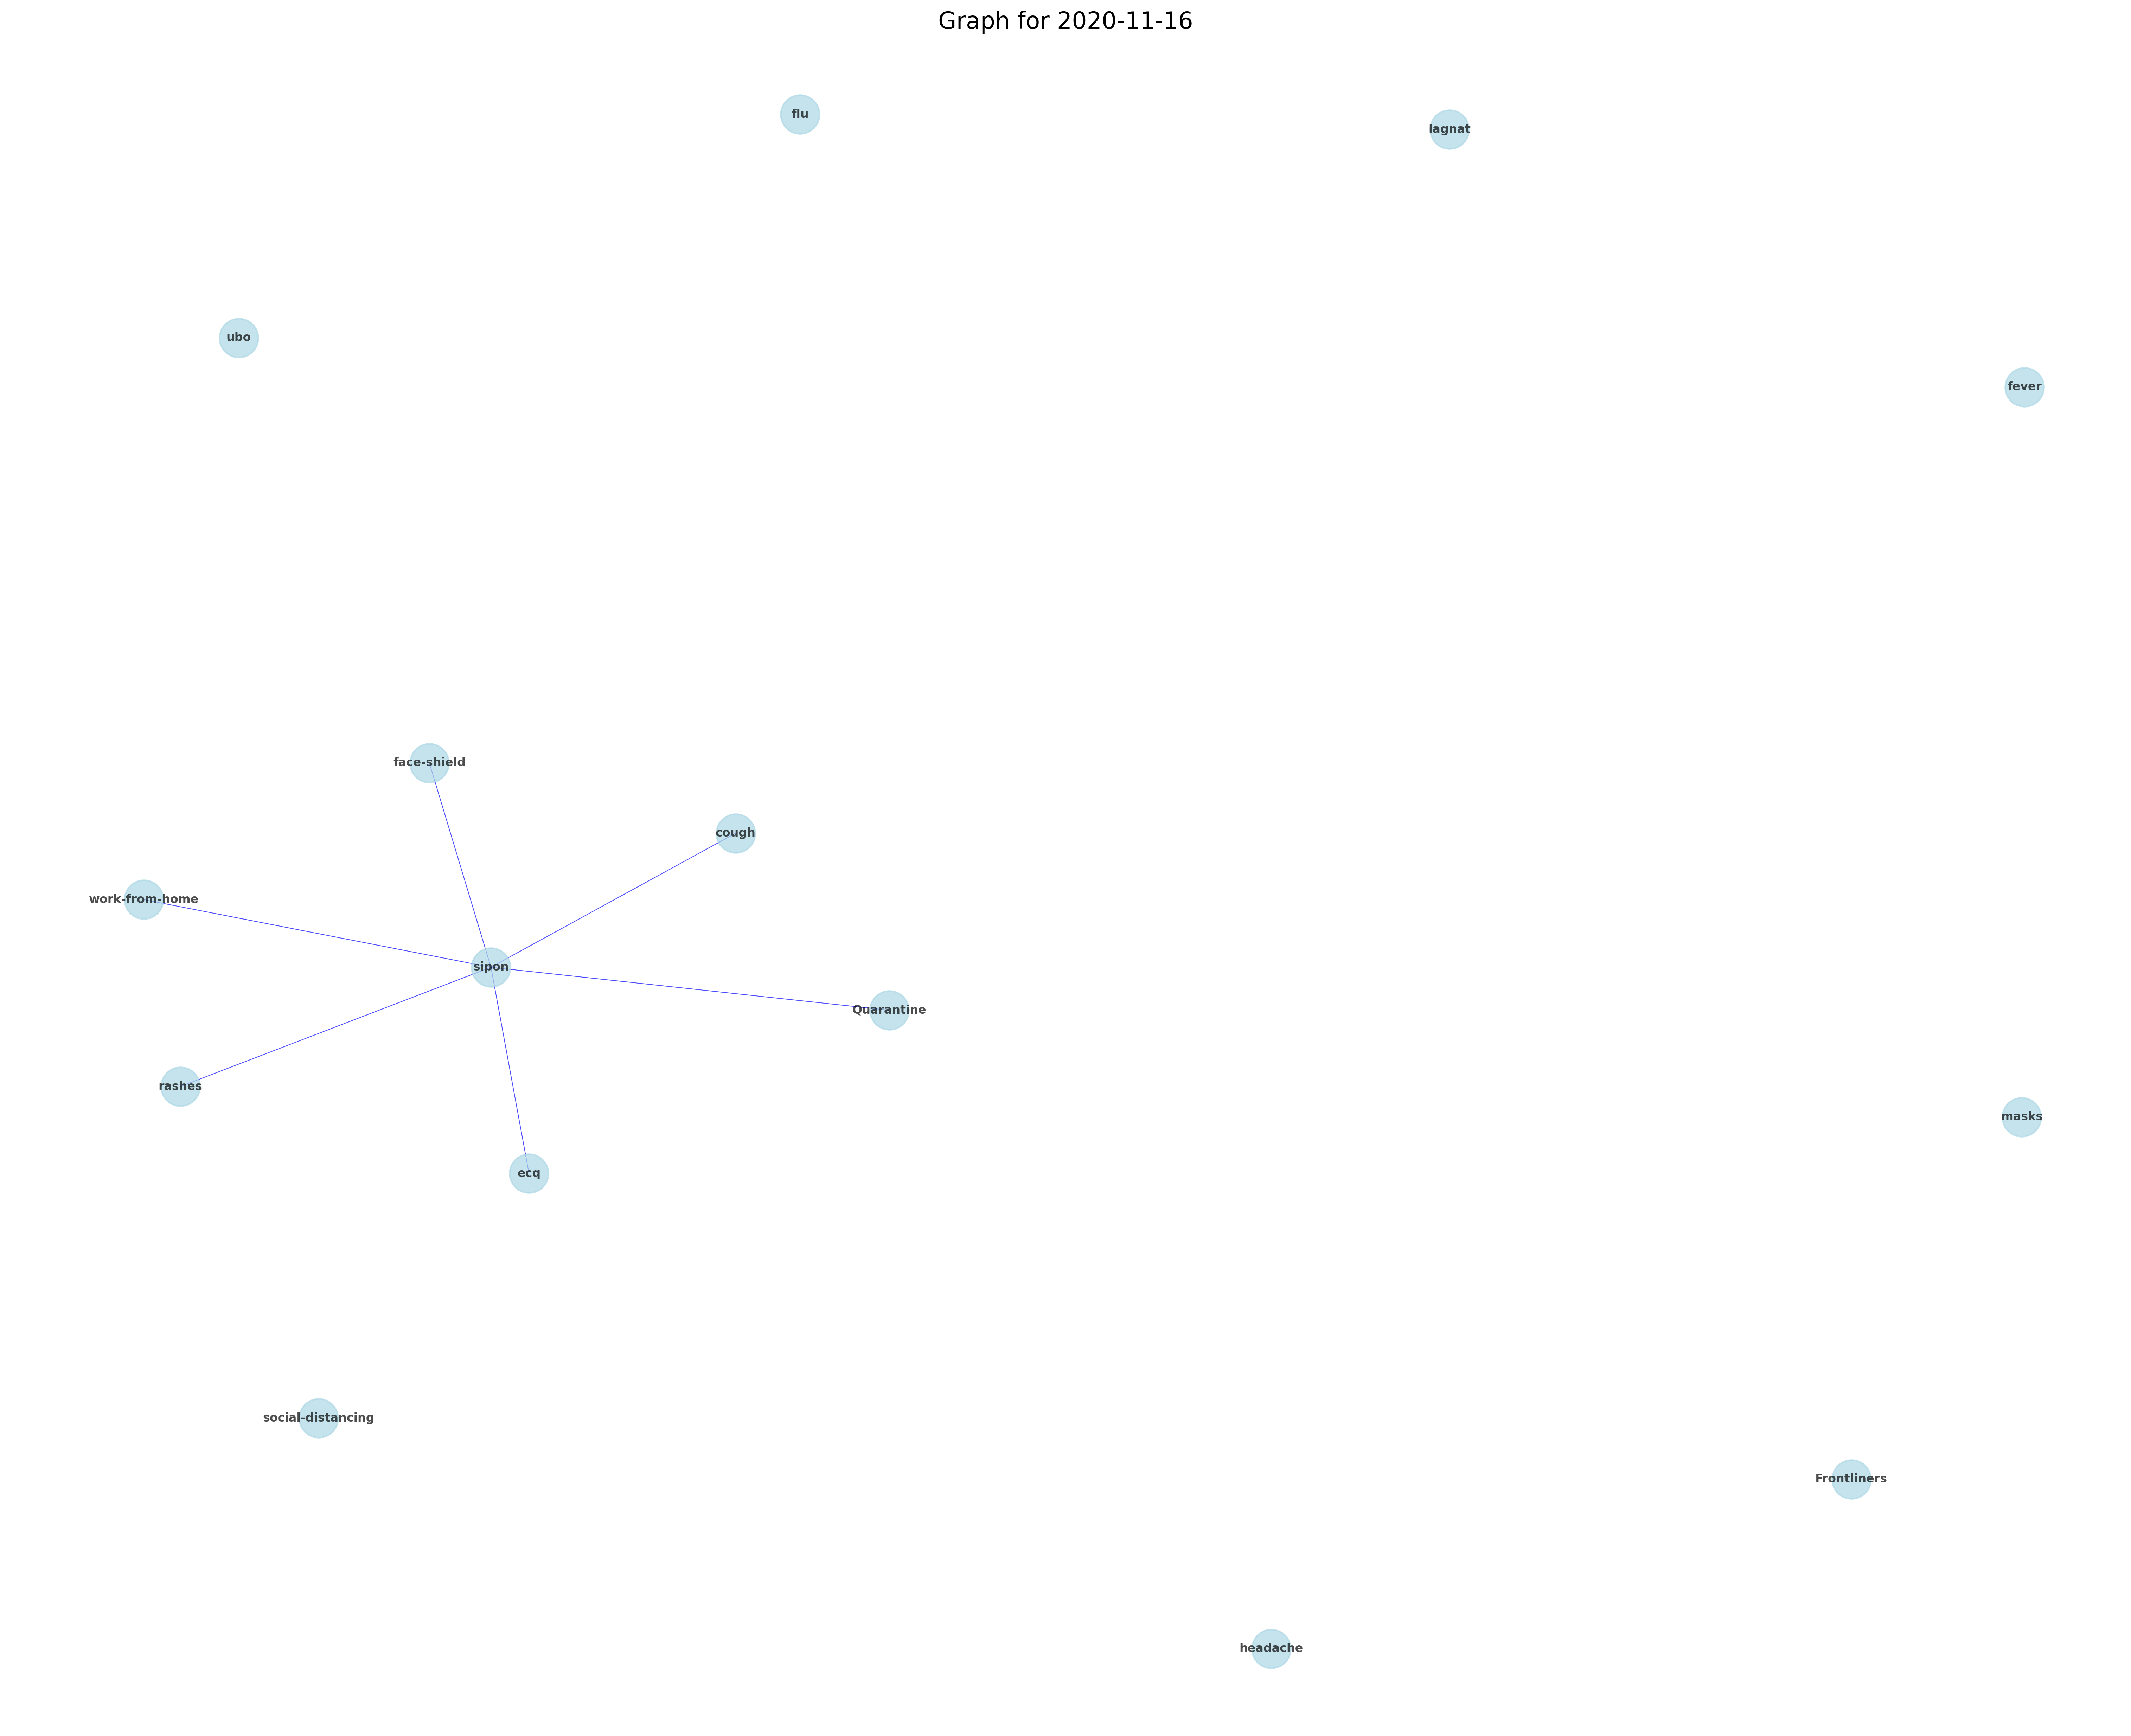 Graph for 2020-11-16
flu
lagnat
ubo
fever
face-shield
cough
work-from-home
sipon
Quarantine
rashes
masks
ecq
social-distancing
Frontliners
headache